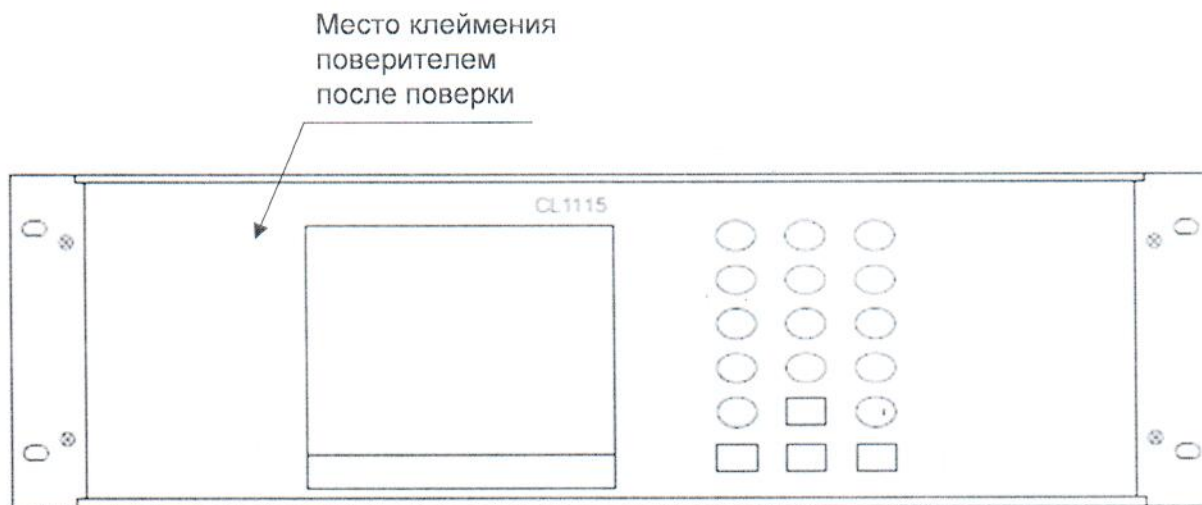 Место клеймения
поверителем
после поверки
CL1115